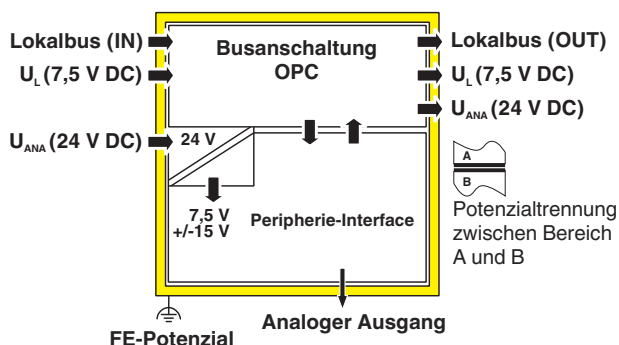 Lokalbus (IN)
U_L (7,5 V DC)
U_ANA (24 V DC)
Busanschaltung
OPC
Lokalbus (OUT)
U_L (7,5 V DC)
U_ANA (24 V DC)
24 V
7,5 V
+/-15 V
Peripherie-Interface
A
B
Potenzialtrennung
zwischen Bereich
A und B
Analoger Ausgang
FE-Potenzial